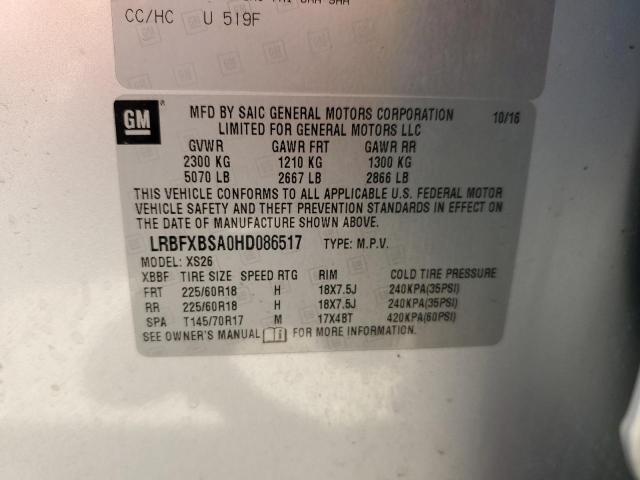 CC/HC U 519F
GM
MFD BY SAIC GENERAL MOTORS CORPORATION 10/16
LIMITED FOR GENERAL MOTORS LLC
GVWR GAWR FRT GAWR RR
2300 KG 1210 KG 1300 KG
5070 LB 2667 LB 2866 LB
THIS VEHICLE CONFORMS TO ALL APPLICABLE U.S. FEDERAL MOTOR
VEHICLE SAFETY AND THEFT PREVENTION STANDARDS IN EFFECT ON
THE DATE OF MANUFACTURE SHOWN ABOVE.
LRBFXBSA0HD086517 TYPE: M.P.V.
MODEL: XS26
XBBF TIRE SIZE SPEED RTG RIM COLD TIRE PRESSURE
FRT 225/60R18 H 18X7.5J 240KPA(35PSI)
RR 225/60R18 H 18X7.5J 240KPA(35PSI)
SPA T145/70R17 M 17X4BT 420KPA(60PSI)
SEE OWNER'S MANUAL FOR MORE INFORMATION.